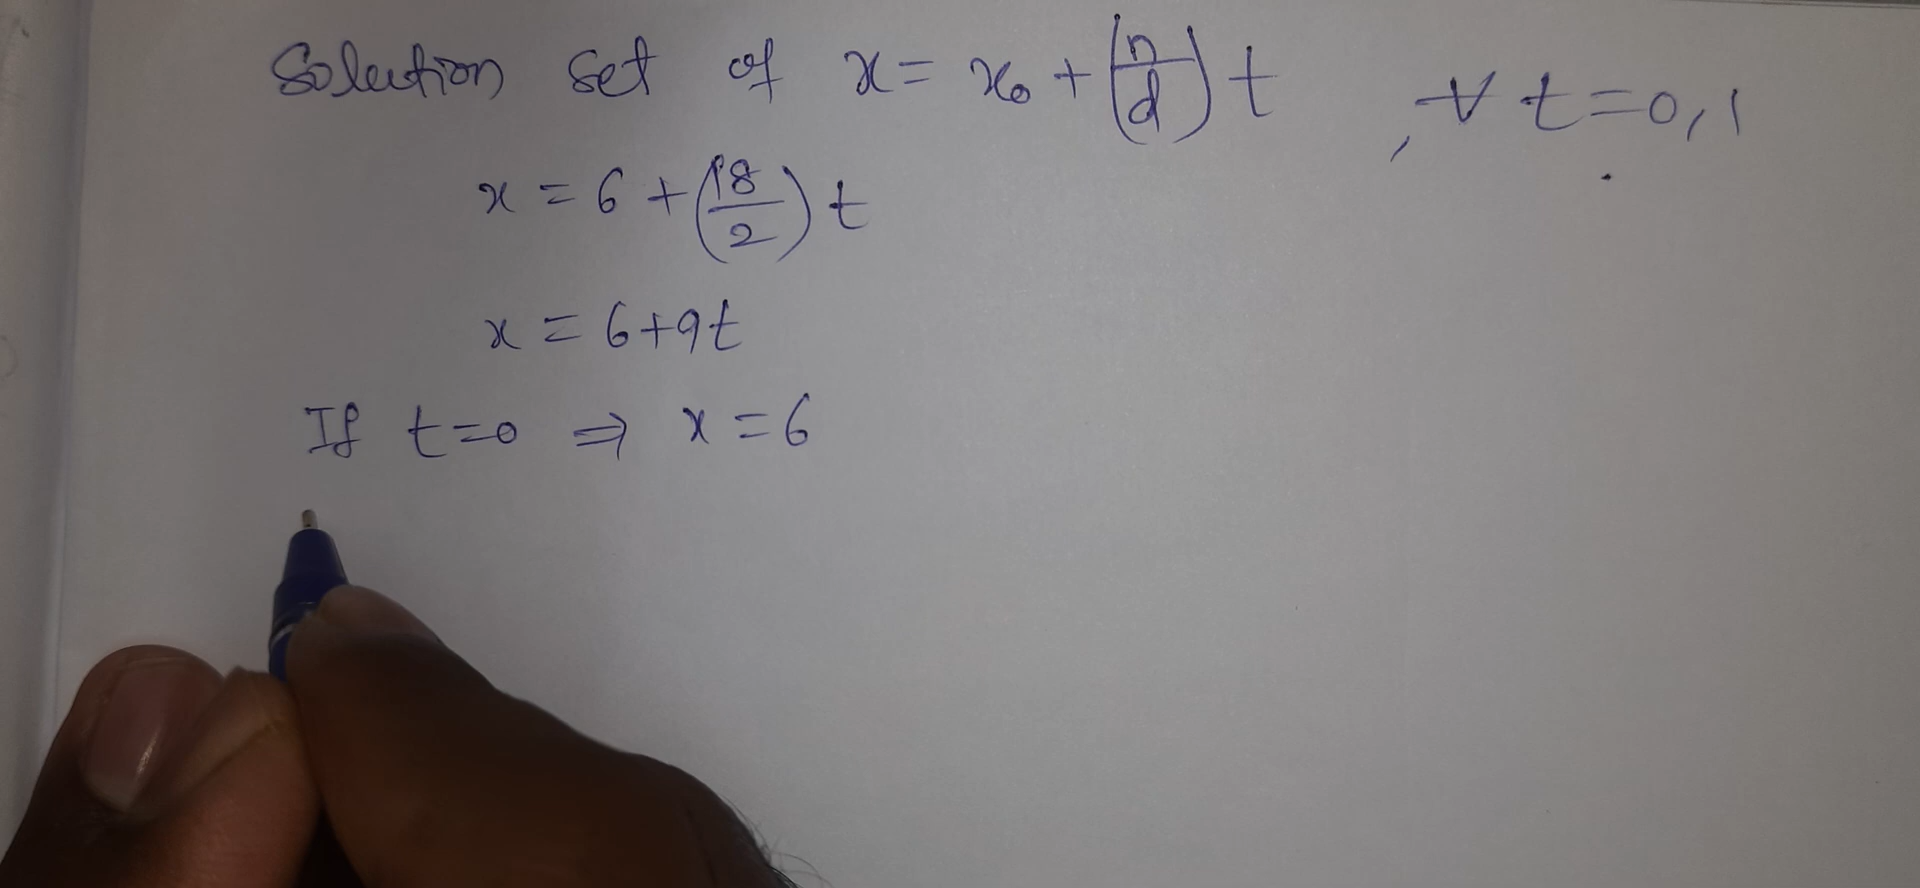 Solution set of x = x₀ + (n/d) t , ∀ t=0,1
x = 6 + (18/2) t
x = 6+9t
If t=0 ⇒ x = 6